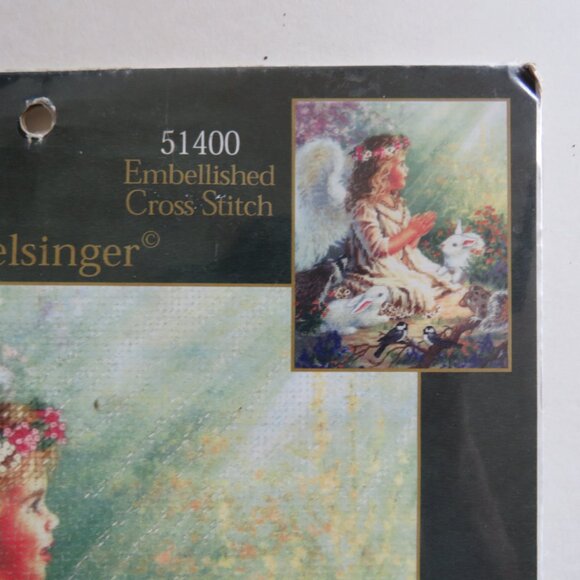 51400
Embellished
Cross Stitch
elsinger©